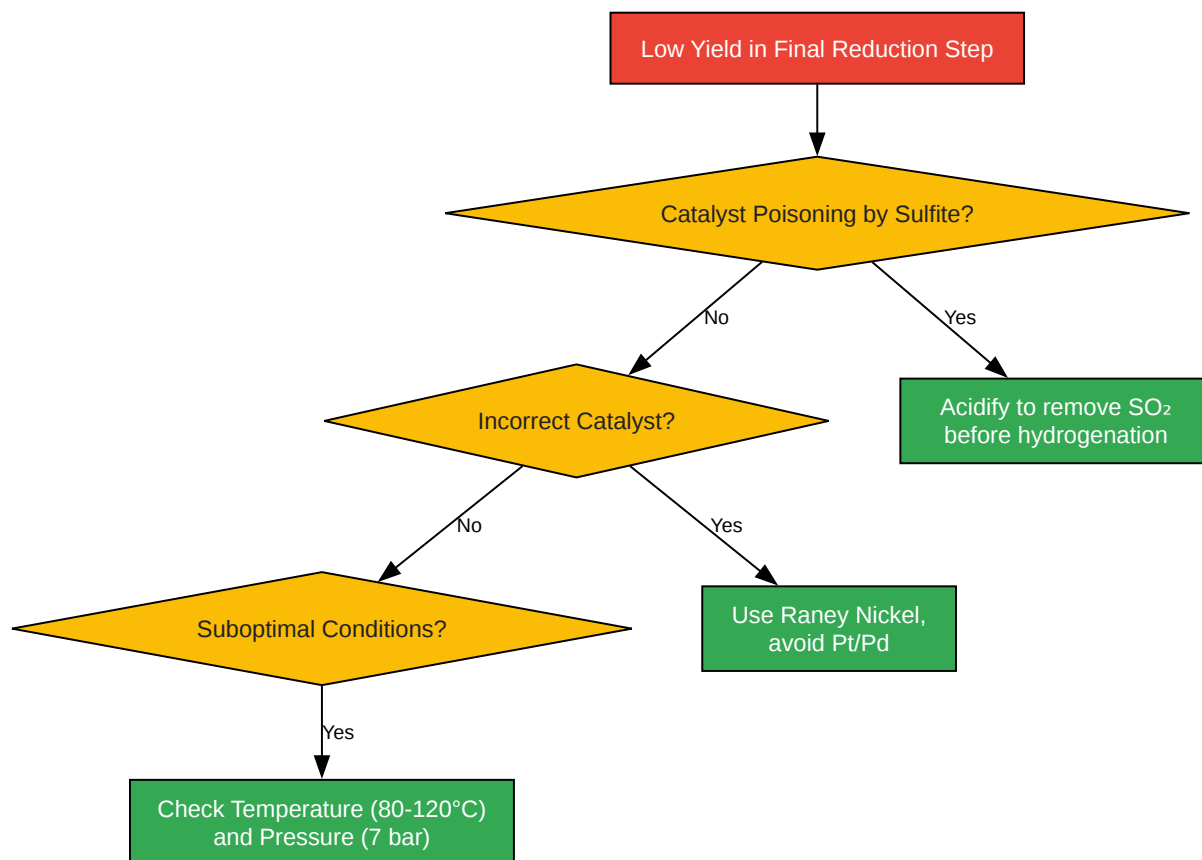 Low Yield in Final Reduction Step
Catalyst Poisoning by Sulfite?
No
Yes
Incorrect Catalyst?
Acidify to remove SO₂
before hydrogenation
No
Yes
Suboptimal Conditions?
Use Raney Nickel,
avoid Pt/Pd
Yes
Check Temperature (80-120°C)
and Pressure (7 bar)